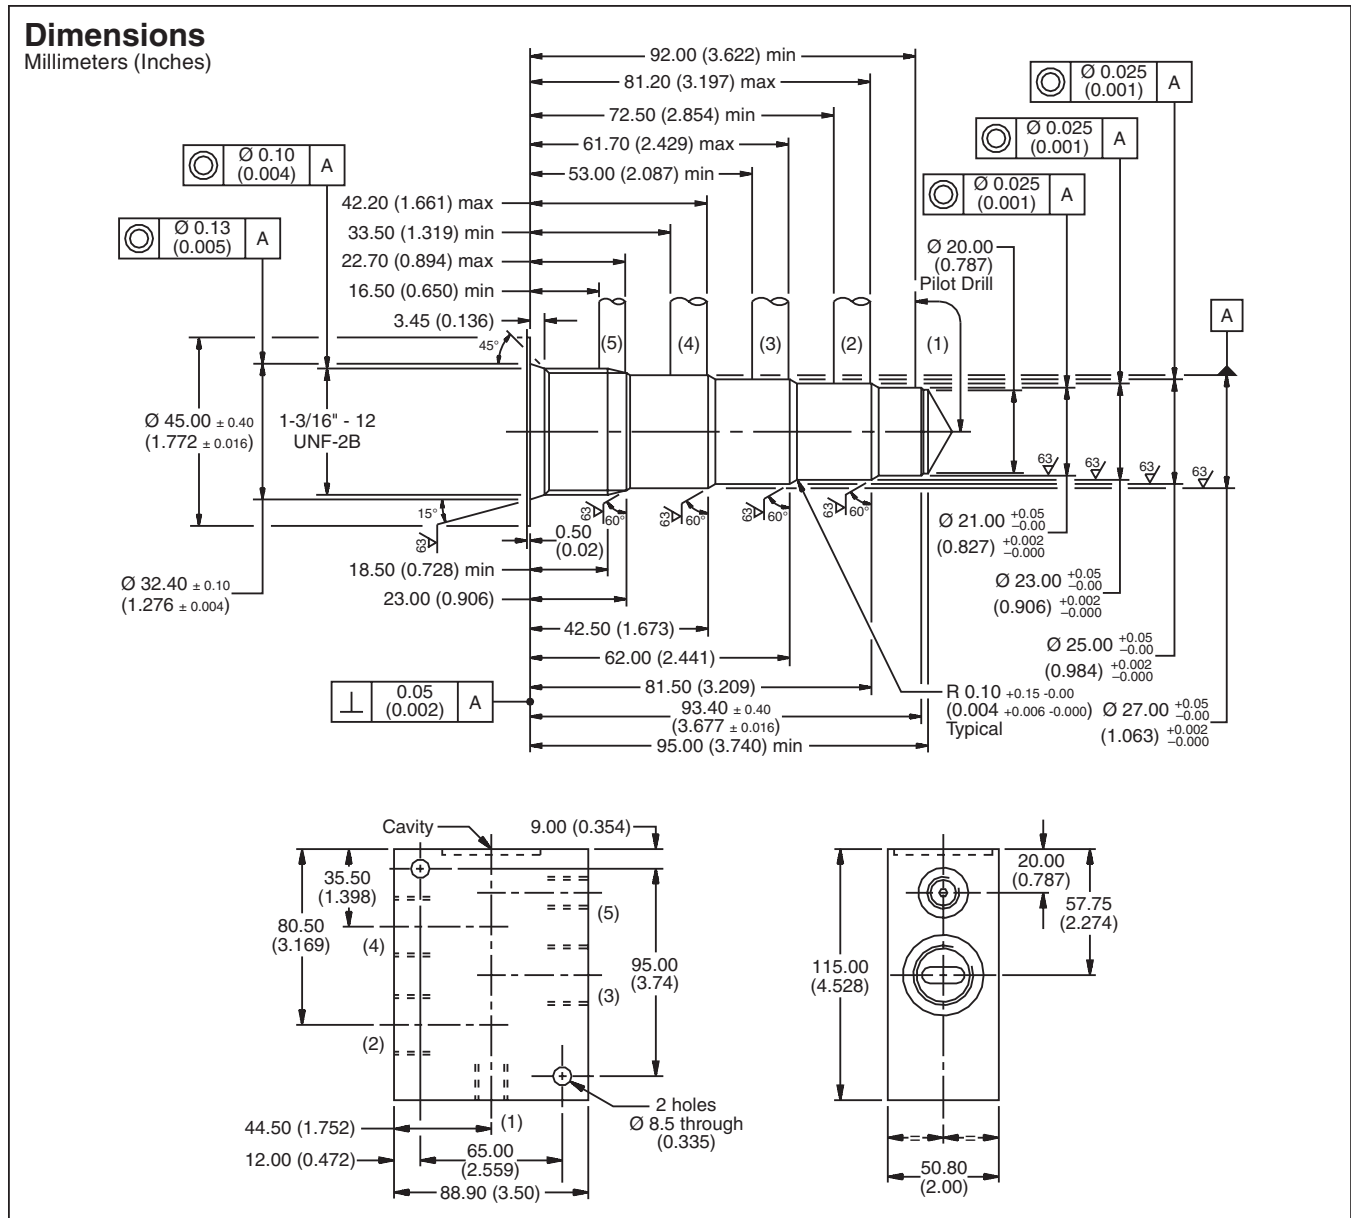 Dimensions
Millimeters (Inches)
92.00 (3.622) min
81.20 (3.197) max
72.50 (2.854) min
61.70 (2.429) max
53.00 (2.087) min
42.20 (1.661) max
33.50 (1.319) min
22.70 (0.894) max
16.50 (0.650) min
3.45 (0.136)
Ø 0.10
(0.004)
A
Ø 0.13
(0.005)
A
Ø 0.025
(0.001)
A
Ø 0.025
(0.001)
A
Ø 0.025
(0.001)
A
Ø 20.00
(0.787)
Pilot Drill
A
45°
(5)
(4)
(3)
(2)
(1)
Ø 45.00 ± 0.40
(1.772 ± 0.016)
1-3/16" - 12
UNF-2B
63
63
63
63
15°
63
63
60°
63
60°
63
60°
63
60°
0.50
(0.02)
Ø 32.40 ± 0.10
(1.276 ± 0.004)
18.50 (0.728) min
23.00 (0.906)
42.50 (1.673)
62.00 (2.441)
81.50 (3.209)
93.40 ± 0.40
(3.677 ± 0.016)
95.00 (3.740) min
0.05
(0.002)
A
Ø 21.00 +0.05 –0.00
(0.827) +0.002 –0.000
Ø 23.00 +0.05 –0.00
(0.906) +0.002 –0.000
Ø 25.00 +0.05 –0.00
(0.984) +0.002 –0.000
R 0.10 +0.15 -0.00
(0.004 +0.006 -0.000)
Typical
Ø 27.00 +0.05 –0.00
(1.063) +0.002 –0.000
Cavity
9.00 (0.354)
35.50
(1.398)
80.50
(3.169)
(4)
(2)
(5)
(3)
95.00
(3.74)
(1)
2 holes
Ø 8.5 through
(0.335)
44.50 (1.752)
12.00 (0.472)
65.00
(2.559)
88.90 (3.50)
20.00
(0.787)
57.75
(2.274)
115.00
(4.528)
=
=
50.80
(2.00)